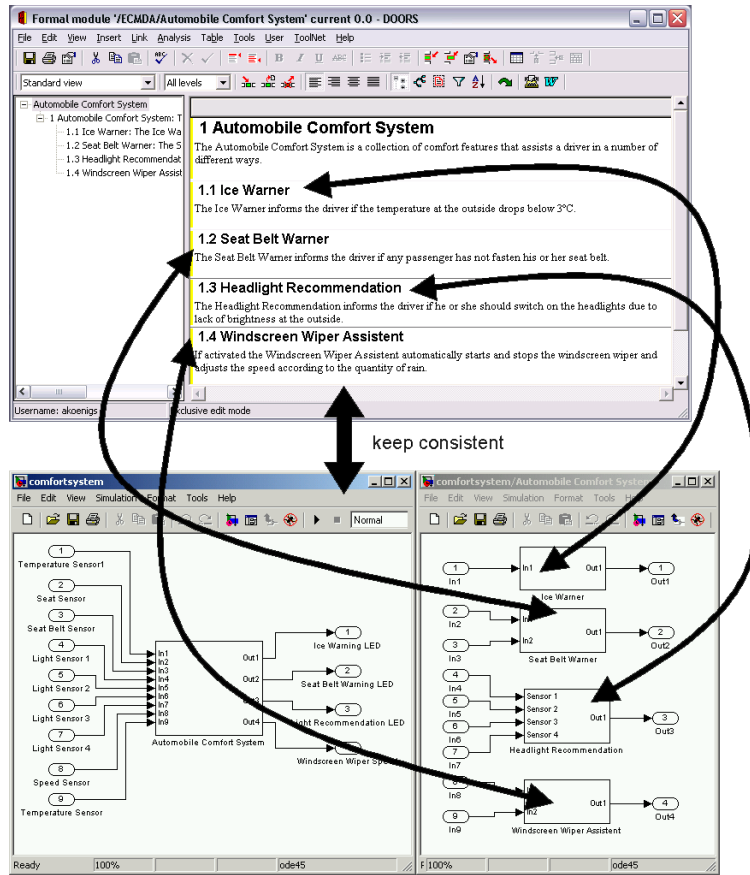 Formal module '/ECMDA/Automobile Comfort System' current 0.0 - DOORS
File Edit View Insert Link Analysis Table Tools User ToolNet Help
Standard view
All levels
Automobile Comfort System
1 Automobile Comfort System: T
1.1 Ice Warner: The Ice Wa
1.2 Seat Belt Warner: The S
1.3 Headlight Recommendat
1.4 Windscreen Wiper Assist
1 Automobile Comfort System
The Automobile Comfort System is a collection of comfort features that assists a driver in a number of
different ways.
1.1 Ice Warner
The Ice Warner informs the driver if the temperature at the outside drops below 3°C.
1.2 Seat Belt Warner
The Seat Belt Warner informs the driver if any passenger has not fasten his or her seat belt.
1.3 Headlight Recommendation
The Headlight Recommendation informs the driver if he or she should switch on the headlights due to
lack of brightness at the outside.
1.4 Windscreen Wiper Assistent
If activated the Windscreen Wiper Assistent automatically starts and stops the windscreen wiper and
adjusts the speed according to the quantity of rain.
Username: akoenigs
Exclusive edit mode
keep consistent
comfortsystem
File Edit View Simulation Format Tools Help
Normal
1
Temperature Sensor1
2
Seat Sensor
3
Seat Belt Sensor
4
Light Sensor 1
5
Light Sensor 2
6
Light Sensor 3
7
Light Sensor 4
8
Speed Sensor
9
Temperature Sensor
In1
In2
In3
In4
In5
In6
In7
In8
In9
Out1
Out2
Out3
Out4
Automobile Comfort System
1
Ice Warning LED
2
Seat Belt Warning LED
3
Light Recommendation LED
Windscreen Wiper Speed
Ready
100%
ode45
comfortsystem/Automobile Comfort System
File Edit View Simulation Format Tools Help
1
In1
In1
Out1
1
Out1
Ice Warner
2
In2
3
In3
In1
In2
Out1
2
Out2
Seat Belt Warner
4
In4
5
In5
6
In6
7
In7
Sensor 1
Sensor 2
Sensor 3
Sensor 4
Out1
3
Out3
Headlight Recommendation
8
In8
9
In9
In2
Out1
4
Out4
Windscreen Wiper Assistent
100%
ode45